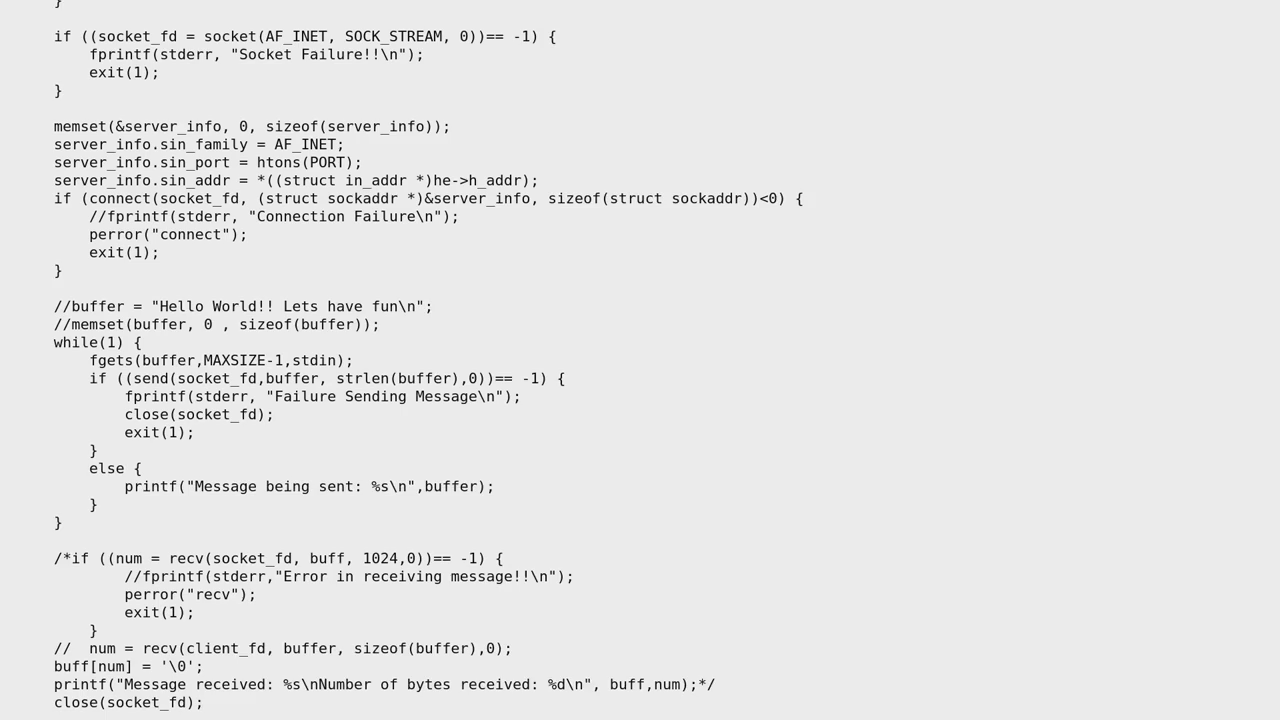 }
if ((socket_fd = socket(AF_INET, SOCK_STREAM, 0))== -1) {
    fprintf(stderr, "Socket Failure!!\n");
    exit(1);
}
memset(&server_info, 0, sizeof(server_info));
server_info.sin_family = AF_INET;
server_info.sin_port = htons(PORT);
server_info.sin_addr = *((struct in_addr *)he->h_addr);
if (connect(socket_fd, (struct sockaddr *)&server_info, sizeof(struct sockaddr))<0) {
    //fprintf(stderr, "Connection Failure\n");
    perror("connect");
    exit(1);
}
//buffer = "Hello World!! Lets have fun\n";
//memset(buffer, 0 , sizeof(buffer));
while(1) {
    fgets(buffer,MAXSIZE-1,stdin);
    if ((send(socket_fd,buffer, strlen(buffer),0))== -1) {
        fprintf(stderr, "Failure Sending Message\n");
        close(socket_fd);
        exit(1);
    }
    else {
        printf("Message being sent: %s\n",buffer);
    }
}
/*if ((num = recv(socket_fd, buff, 1024,0))== -1) {
        //fprintf(stderr,"Error in receiving message!!\n");
        perror("recv");
        exit(1);
    }
//  num = recv(client_fd, buffer, sizeof(buffer),0);
buff[num] = '\0';
printf("Message received: %s\nNumber of bytes received: %d\n", buff,num);*/
close(socket_fd);